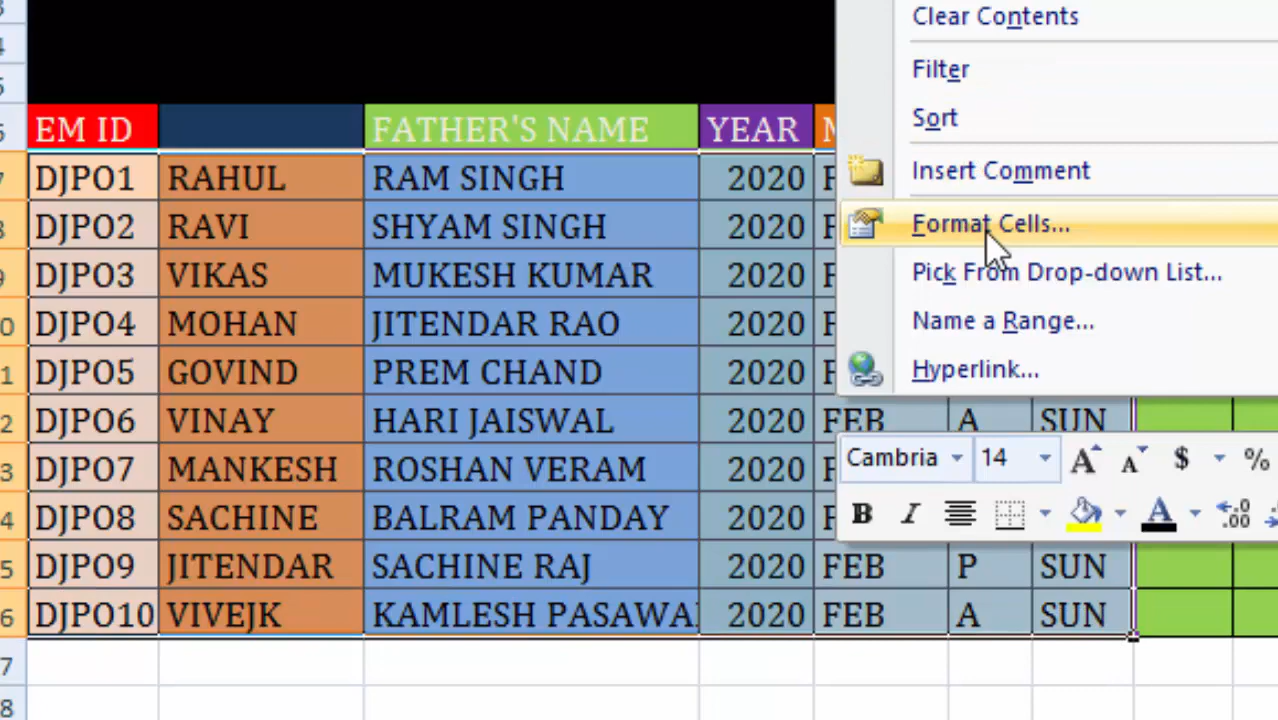 Clear Contents
Filter
Sort
Insert Comment
Format Cells...
Pick From Drop-down List...
Name a Range...
Hyperlink...
Cambria 14 A A $ %
B I A .00
EM ID FATHER'S NAME YEAR
DJPO1 RAHUL RAM SINGH 2020
DJPO2 RAVI SHYAM SINGH 2020
DJPO3 VIKAS MUKESH KUMAR 2020
DJPO4 MOHAN JITENDAR RAO 2020
DJPO5 GOVIND PREM CHAND 2020
DJPO6 VINAY HARI JAISWAL 2020 FEB A SUN
DJPO7 MANKESH ROSHAN VERAM 2020
DJPO8 SACHINE BALRAM PANDAY 2020
DJPO9 JITENDAR SACHINE RAJ 2020 FEB P SUN
DJPO10 VIVEJK KAMLESH PASAWA 2020 FEB A SUN